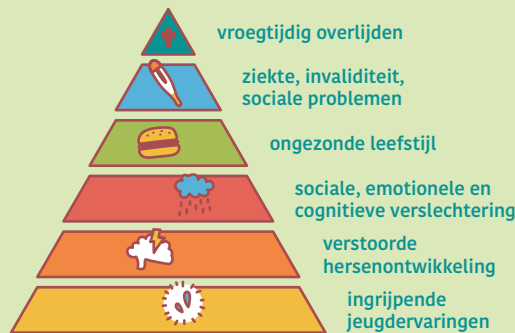 vroegtijdig overlijden
ziekte, invaliditeit,
sociale problemen
ongezonde leefstijl
sociale, emotionele en
cognitieve verslechtering
verstoorde
hersenontwikkeling
ingrijpende
jeugdervaringen